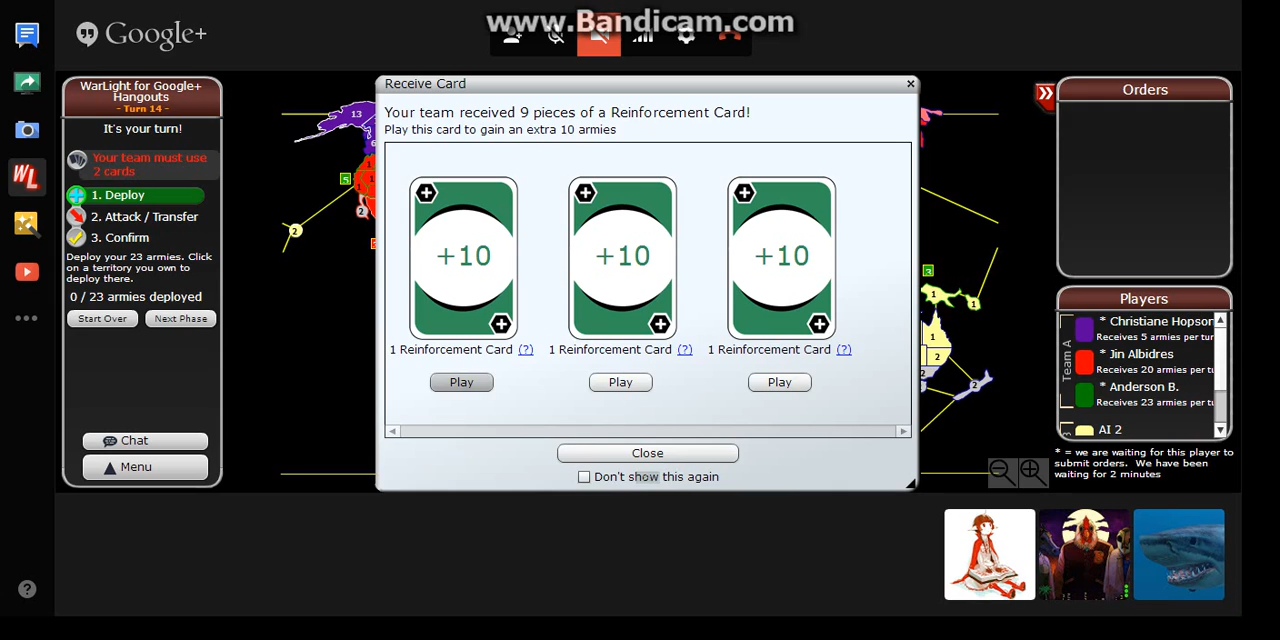 www.Bandicam.com
Google+
WarLight for Google+
Hangouts
- Turn 14 -
It's your turn!
Your team must use
2 cards
1. Deploy
2. Attack / Transfer
3. Confirm
Deploy your 23 armies. Click
on a territory you own to
deploy there.
0 / 23 armies deployed
Start Over
Next Phase
Chat
Menu
WL
13
6
1
1
1
2
5
2
Receive Card
Your team received 9 pieces of a Reinforcement Card!
Play this card to gain an extra 10 armies
+10
+10
+10
1 Reinforcement Card (?)
1 Reinforcement Card (?)
1 Reinforcement Card (?)
Play
Play
Play
Close
Don't show this again
3
1
1
1
2
2
2
Orders
Players
Team A
* Christiane Hopson
Receives 5 armies per tur
* Jin Albidres
Receives 20 armies per tu
* Anderson B.
Receives 23 armies per tu
AI 2
* = we are waiting for this player to
submit orders. We have been
waiting for 2 minutes